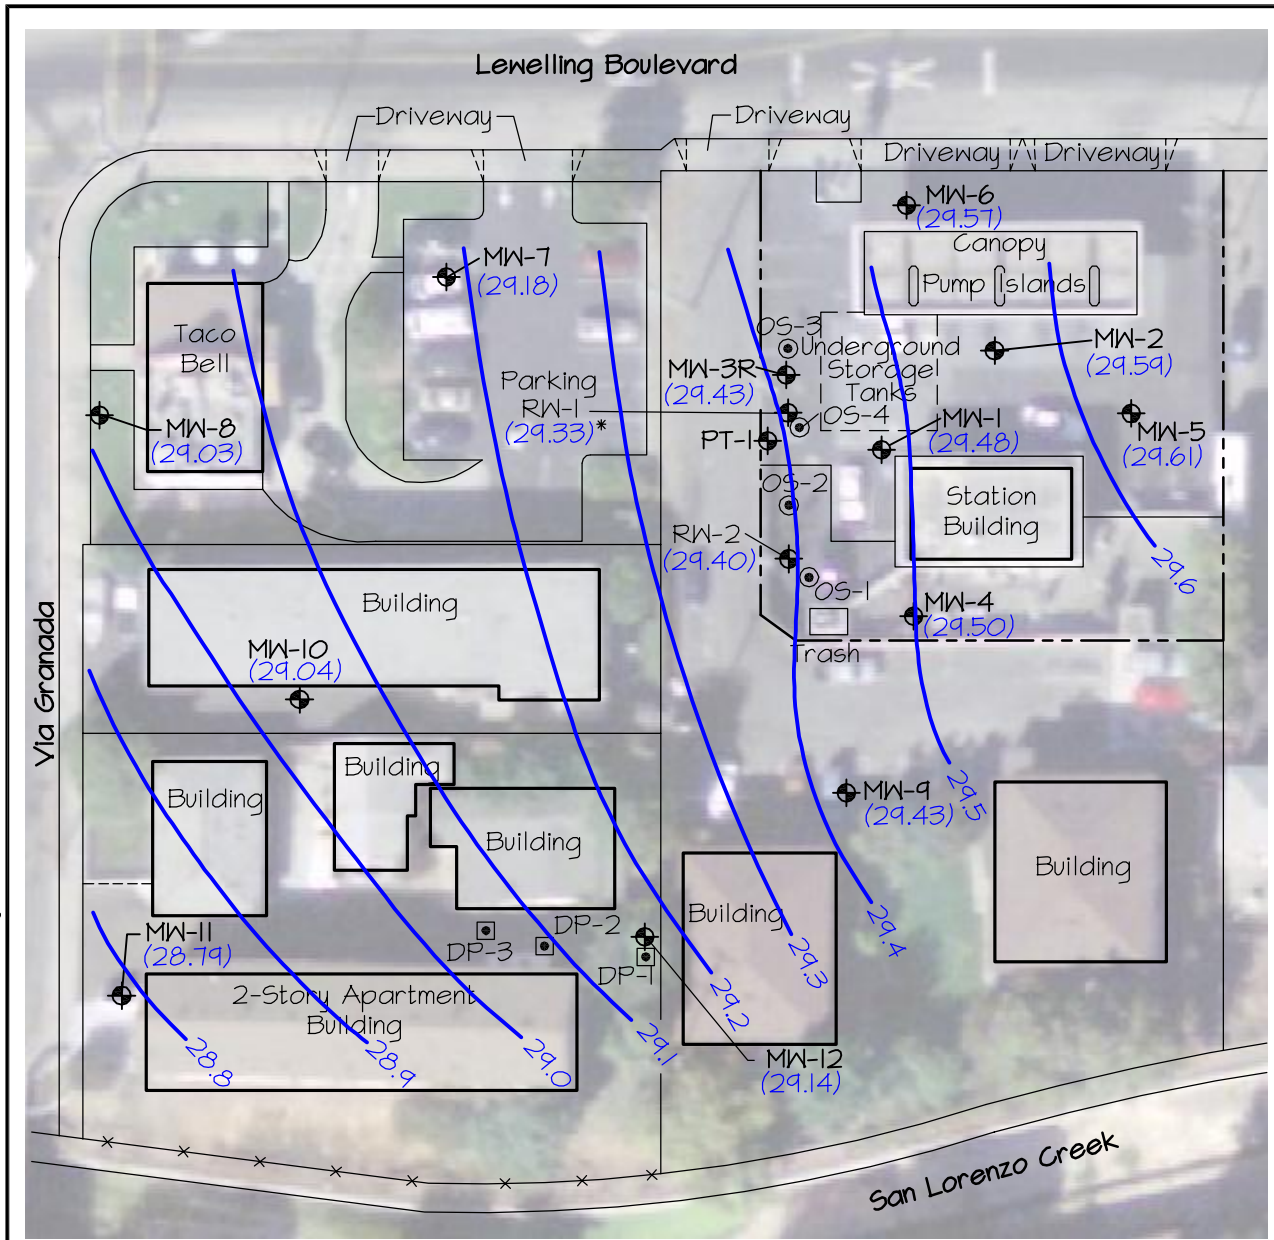 Lewelling Boulevard
Driveway
Driveway
Driveway
Driveway
MW-6
(29.57)
Canopy
Pump Islands
MW-7
(29.18)
Taco
Bell
OS-3
Underground
Storage
Tanks
MW-2
(29.59)
MW-3R
(29.43)
Parking
RW-1
(29.33)*
OS-4
MW-8
(29.03)
PT-1
MW-1
(29.48)
MW-5
(29.61)
OS-2
Station
Building
RW-2
(29.40)
OS-1
29.6
Building
MW-4
(29.50)
Trash
MW-10
(29.04)
Via Granada
Building
Building
Building
MW-9
(29.43)
29.5
Building
Building
29.4
MW-11
(28.79)
DP-3
DP-2
DP-1
29.3
2-Story Apartment
Building
29.2
28.8
28.9
29.0
29.1
MW-12
(29.14)
San Lorenzo Creek